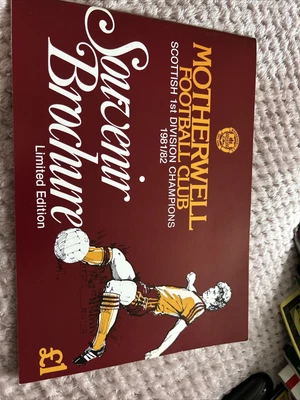 MOTHERWELL
FOOTBALL CLUB
SCOTTISH 1st DIVISION CHAMPIONS
1981/82
Souvenir
Brochure
Limited Edition
£1